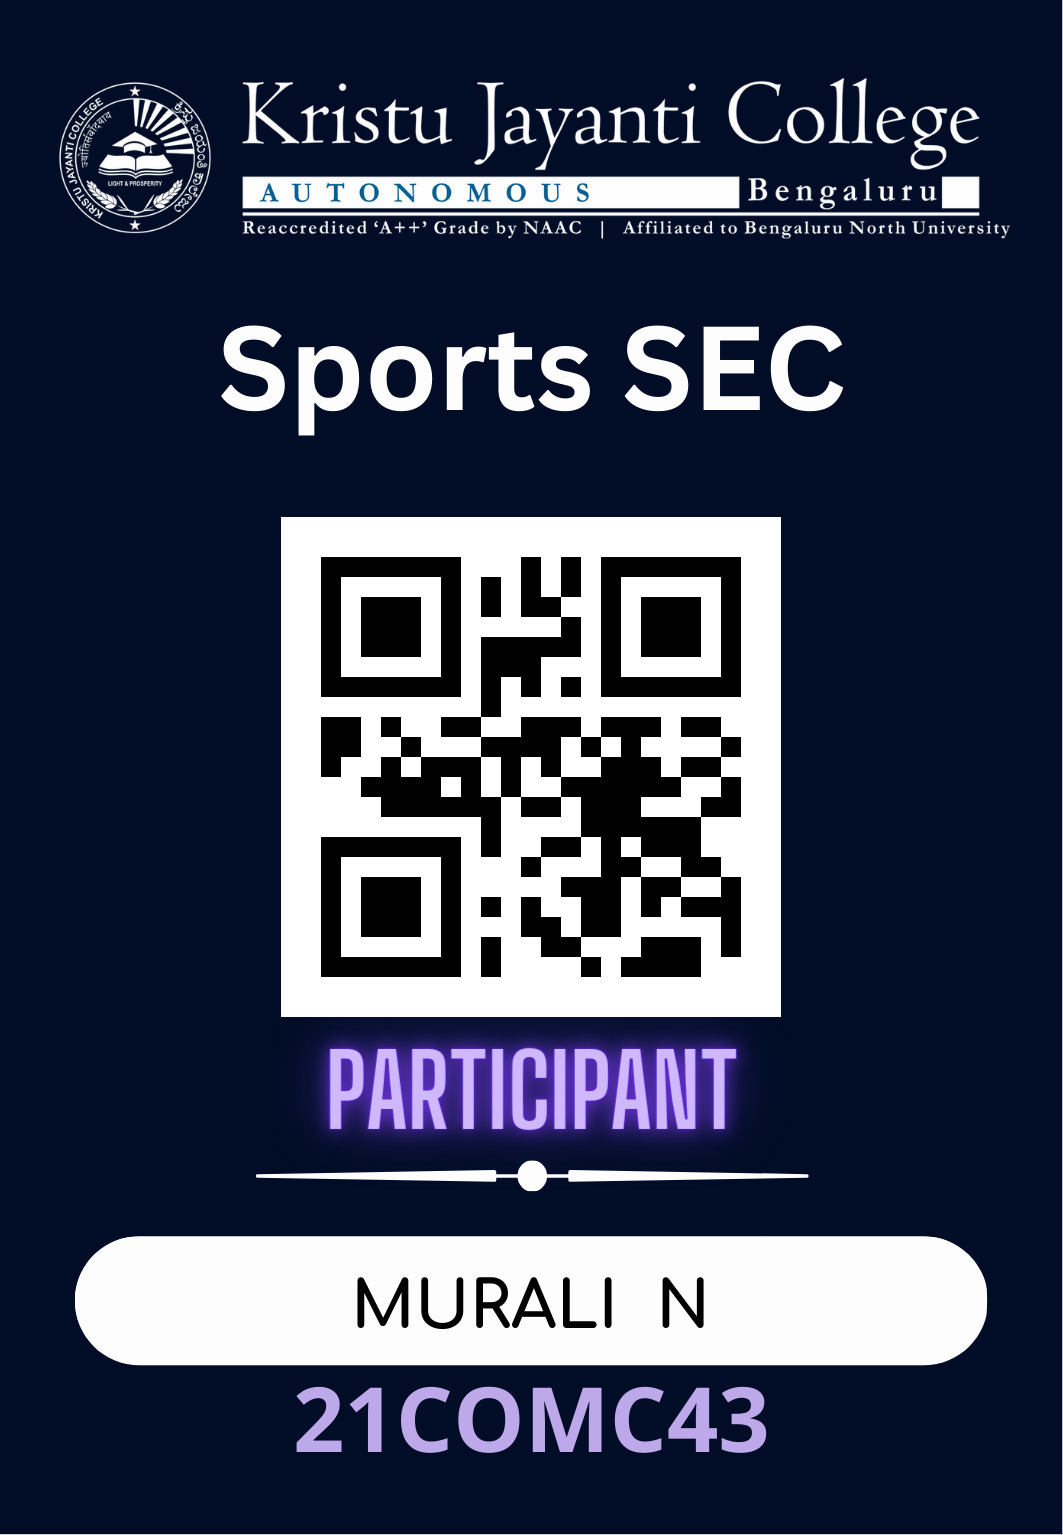 KRISTU JAYANTI COLLEGE
ಕ್ರಿಸ್ತು ಜಯಂತಿ ಕಾಲೇಜು
LIGHT & PROSPERITY
Kristu Jayanti College
AUTONOMOUS Bengaluru
Reaccredited ‘A++’ Grade by NAAC | Affiliated to Bengaluru North University
Sports SEC
PARTICIPANT
MURALI N
21COMC43